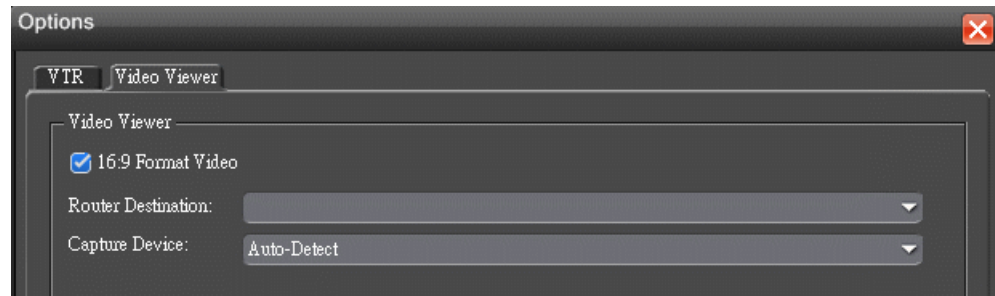 Options
VTR Video Viewer
Video Viewer
16:9 Format Video
Router Destination:
Capture Device: Auto-Detect